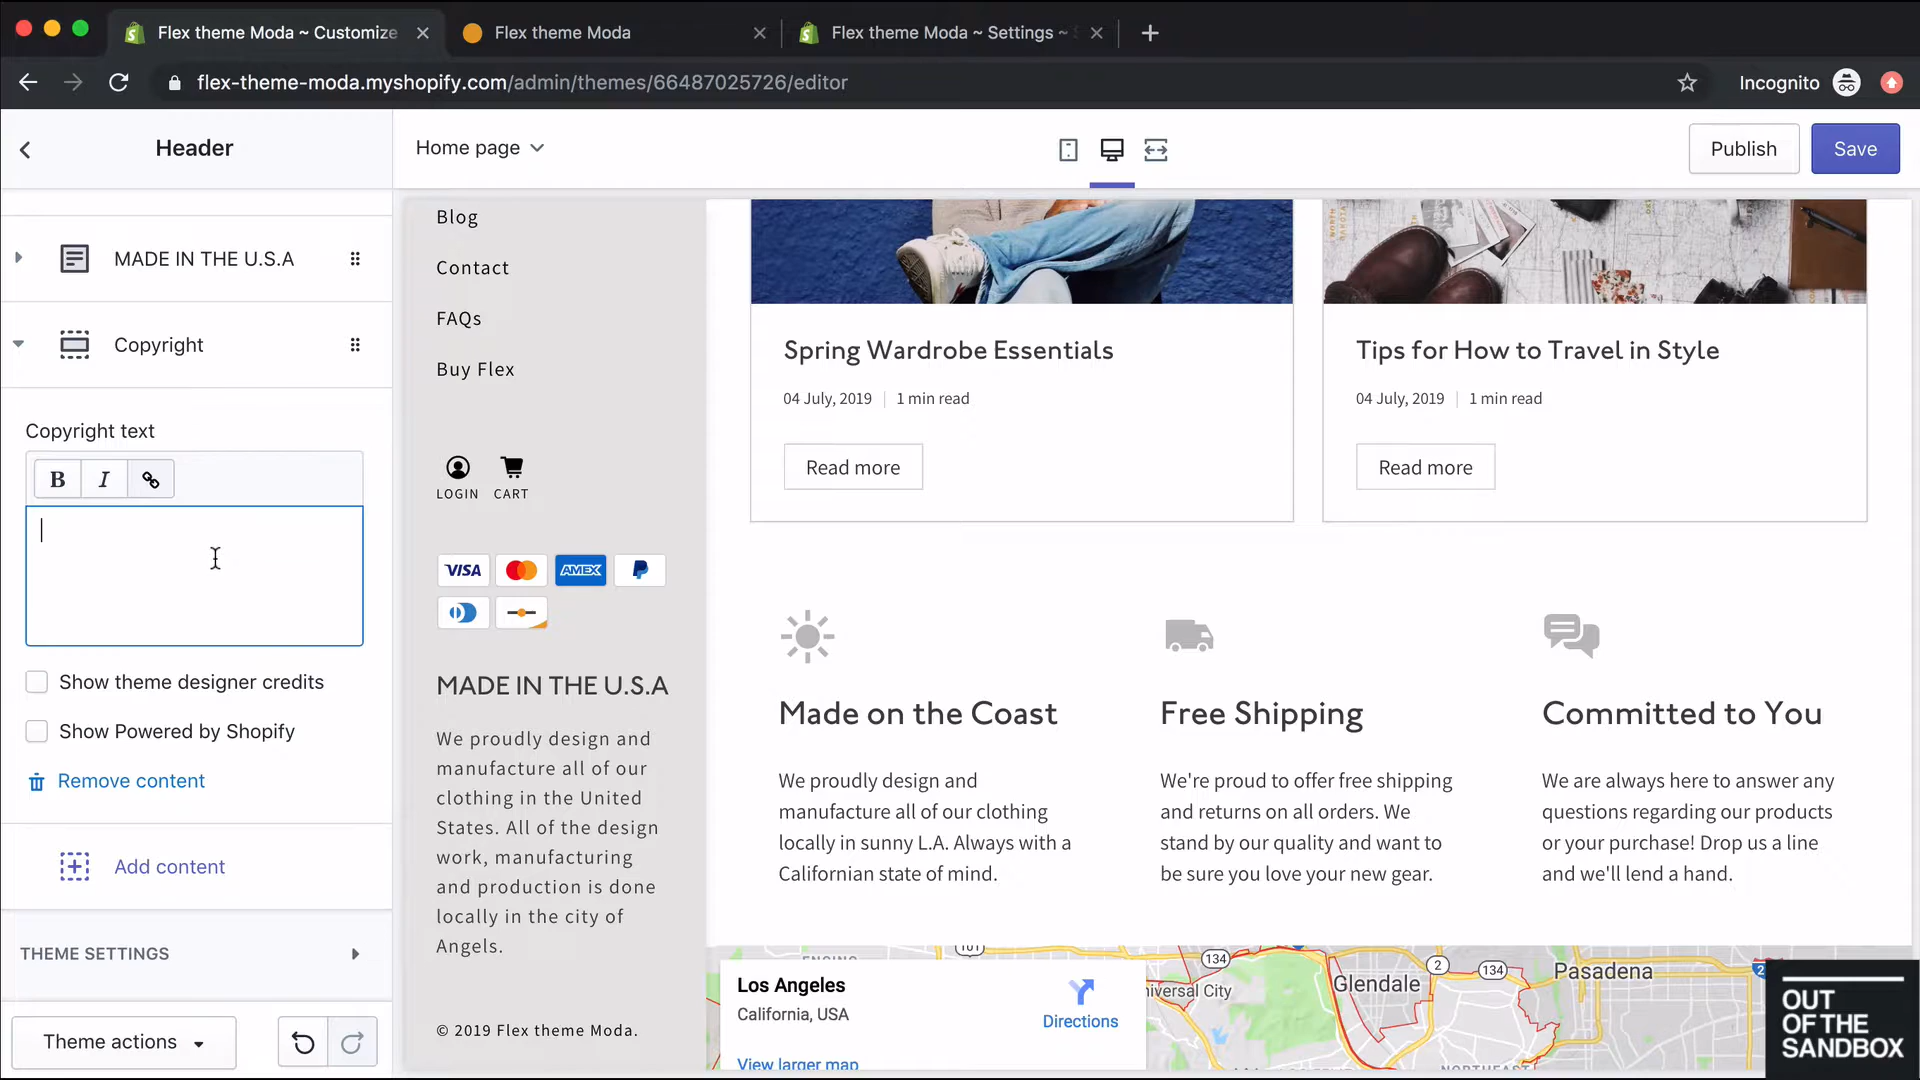 Flex theme Moda ~ Customize
Flex theme Moda
Flex theme Moda ~ Settings ~
flex-theme-moda.myshopify.com/admin/themes/66487025726/editor
Incognito
Header
Home page
Publish
Save
MADE IN THE U.S.A
Copyright
Copyright text
B I
Show theme designer credits
Show Powered by Shopify
Remove content
Add content
THEME SETTINGS
Theme actions
Blog
Contact
FAQs
Buy Flex
LOGIN CART
VISA
AMEX
MADE IN THE U.S.A
We proudly design and
manufacture all of our
clothing in the United
States. All of the design
work, manufacturing
and production is done
locally in the city of
Angels.
© 2019 Flex theme Moda.
Spring Wardrobe Essentials
04 July, 2019 | 1 min read
Read more
Tips for How to Travel in Style
04 July, 2019 | 1 min read
Read more
Made on the Coast
We proudly design and
manufacture all of our clothing
locally in sunny L.A. Always with a
Californian state of mind.
Free Shipping
We're proud to offer free shipping
and returns on all orders. We
stand by our quality and want to
be sure you love your new gear.
Committed to You
We are always here to answer any
questions regarding our products
or your purchase! Drop us a line
and we'll lend a hand.
Los Angeles
California, USA
Directions
View larger map
134
2
134
Glendale
Pasadena
OUT
OF THE
SANDBOX